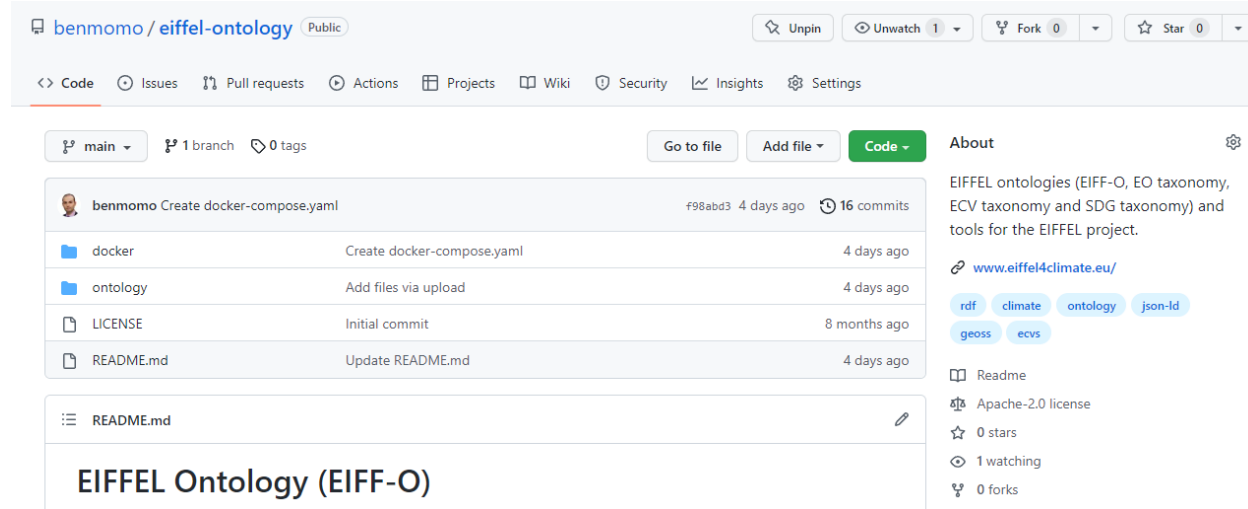 benmomo / eiffel-ontology Public
Unpin
Unwatch 1
Fork 0
Star 0
Code
Issues
Pull requests
Actions
Projects
Wiki
Security
Insights
Settings
main
1 branch
0 tags
Go to file
Add file
Code
benmomo Create docker-compose.yaml f98abd3 4 days ago 16 commits
docker Create docker-compose.yaml 4 days ago
ontology Add files via upload 4 days ago
LICENSE Initial commit 8 months ago
README.md Update README.md 4 days ago
README.md
EIFFEL Ontology (EIFF-O)
About
EIFFEL ontologies (EIFF-O, EO taxonomy,
ECV taxonomy and SDG taxonomy) and
tools for the EIFFEL project.
www.eiffel4climate.eu/
rdf climate ontology json-ld
geoss ecvs
Readme
Apache-2.0 license
0 stars
1 watching
0 forks